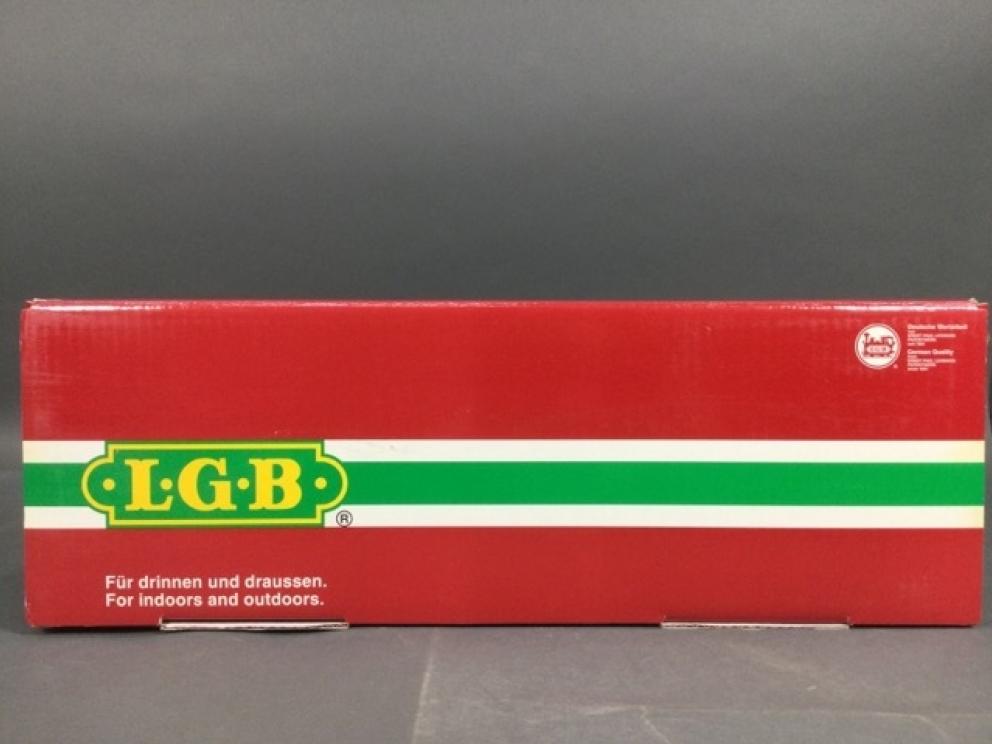 Deutsche Wertarbeit
German Quality
L·G·B
®
Für drinnen und draussen.
For indoors and outdoors.